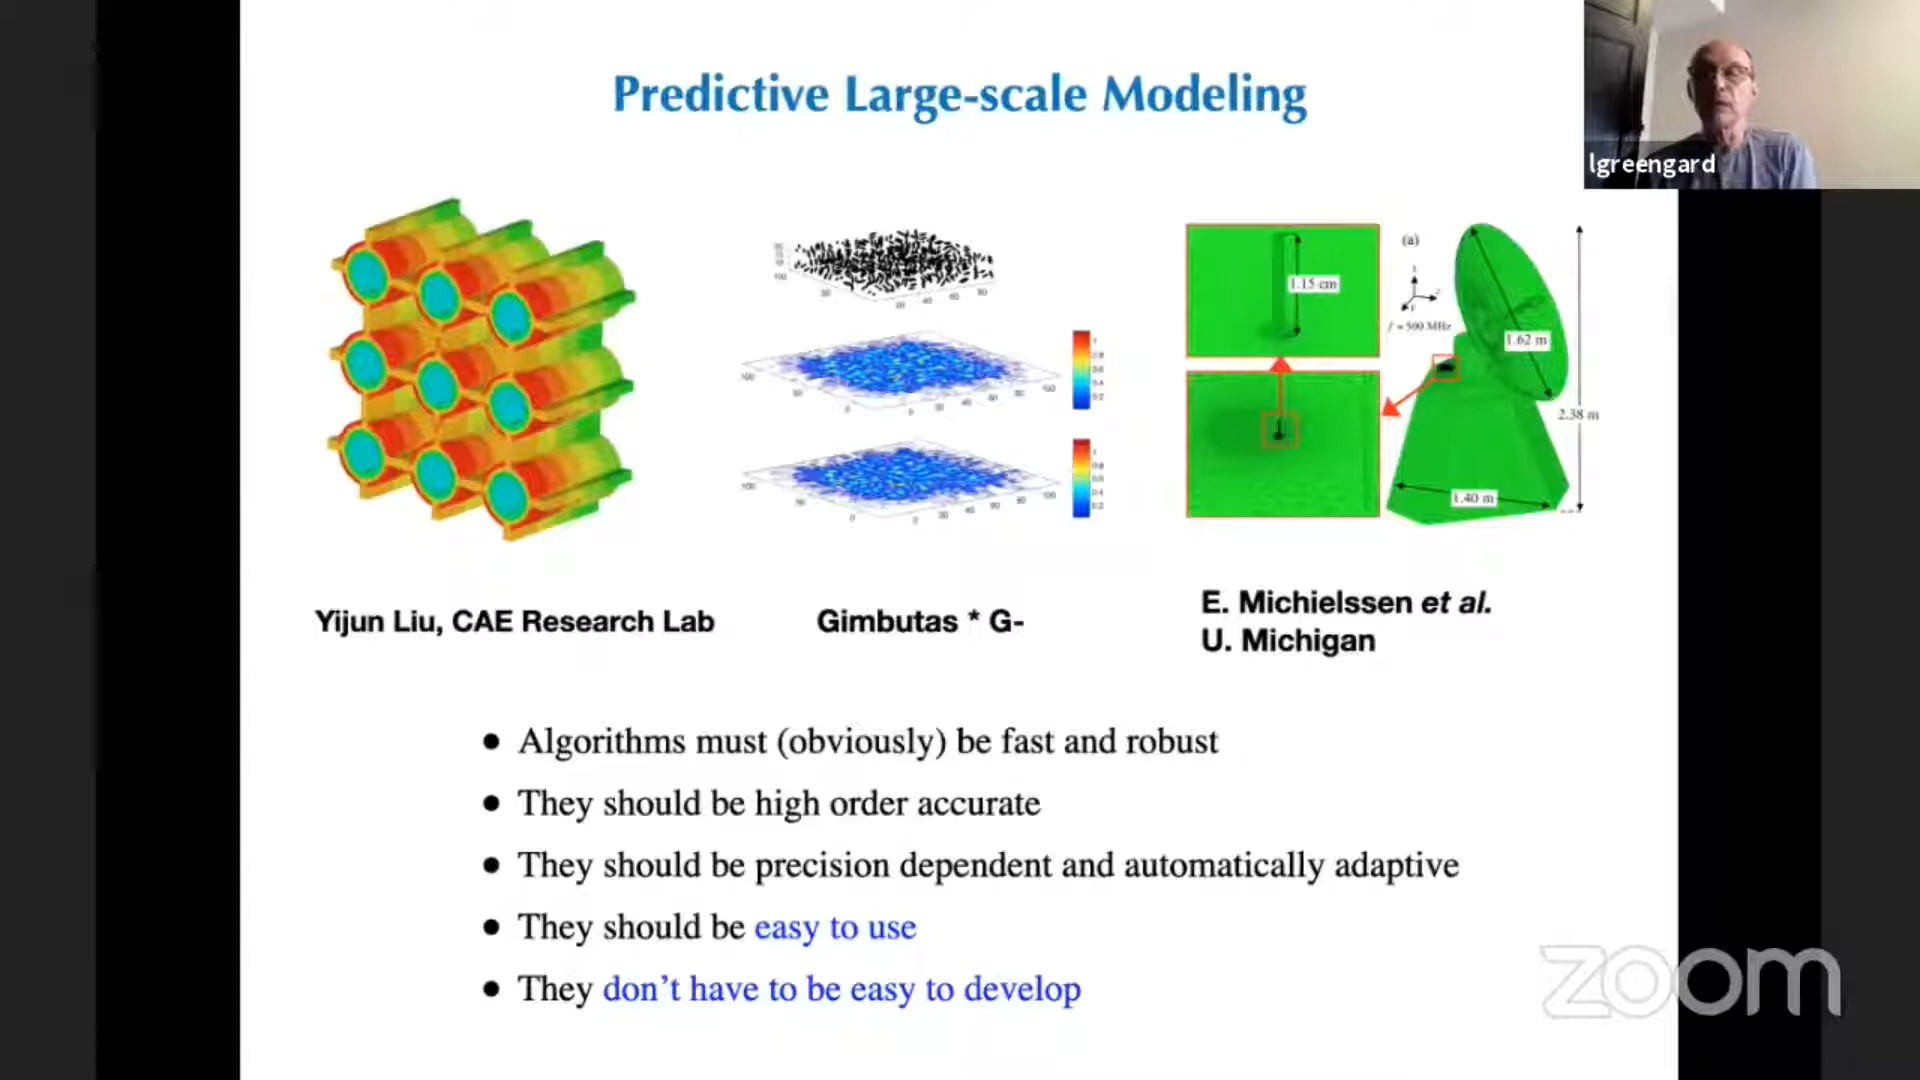 Predictive Large-scale Modeling
lgreengard
1.15 cm
(a)
f = 500 MHz
1.62 m
2.38 m
1.40 m
Yijun Liu, CAE Research Lab
Gimbutas * G-
E. Michielssen et al.
U. Michigan
• Algorithms must (obviously) be fast and robust
• They should be high order accurate
• They should be precision dependent and automatically adaptive
• They should be easy to use
• They don't have to be easy to develop
zoom